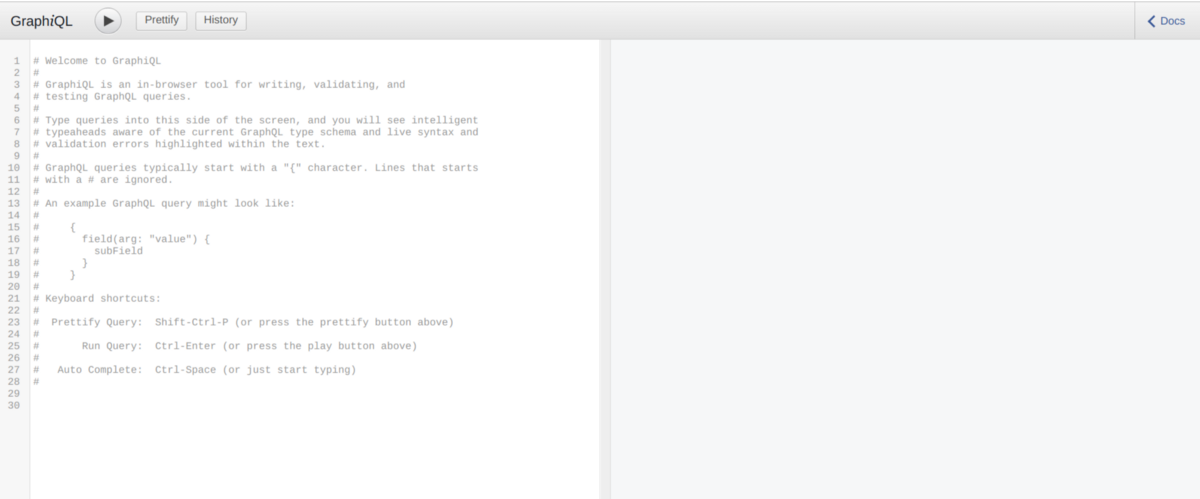 GraphiQL Prettify History Docs
1 # Welcome to GraphiQL
2 #
3 # GraphiQL is an in-browser tool for writing, validating, and
4 # testing GraphQL queries.
5 #
6 # Type queries into this side of the screen, and you will see intelligent
7 # typeaheads aware of the current GraphQL type schema and live syntax and
8 # validation errors highlighted within the text.
9 #
10 # GraphQL queries typically start with a "{" character. Lines that starts
11 # with a # are ignored.
12 #
13 # An example GraphQL query might look like:
14 #
15 #     {
16 #       field(arg: "value") {
17 #         subField
18 #       }
19 #     }
20 #
21 # Keyboard shortcuts:
22 #
23 #  Prettify Query:  Shift-Ctrl-P (or press the prettify button above)
24 #
25 #       Run Query:  Ctrl-Enter (or press the play button above)
26 #
27 #   Auto Complete:  Ctrl-Space (or just start typing)
28 #
29
30